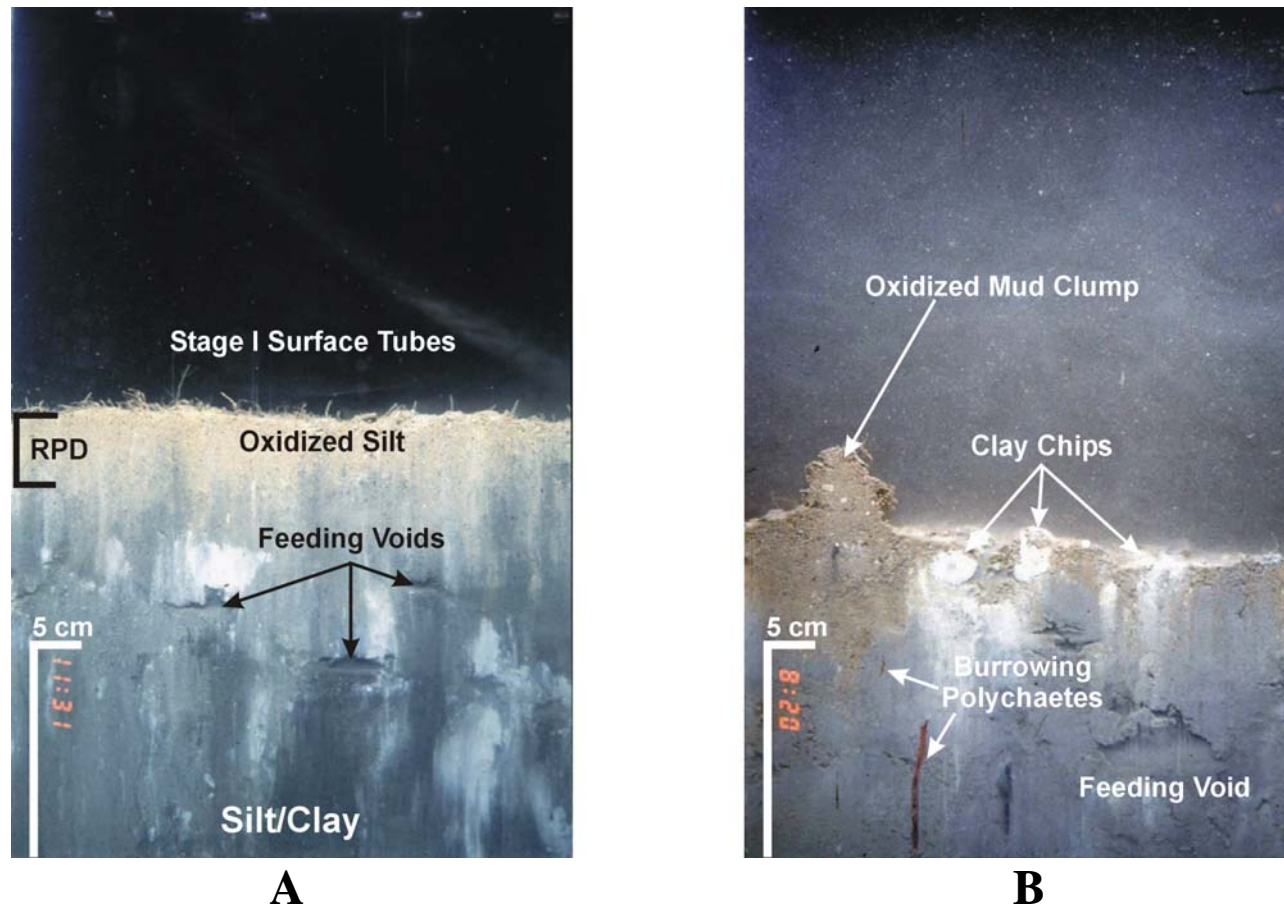 Stage I Surface Tubes
RPD
Oxidized Silt
Feeding Voids
5 cm
11:31
Silt/Clay
A
Oxidized Mud Clump
Clay Chips
5 cm
8:20
Burrowing
Polychaetes
Feeding Void
B